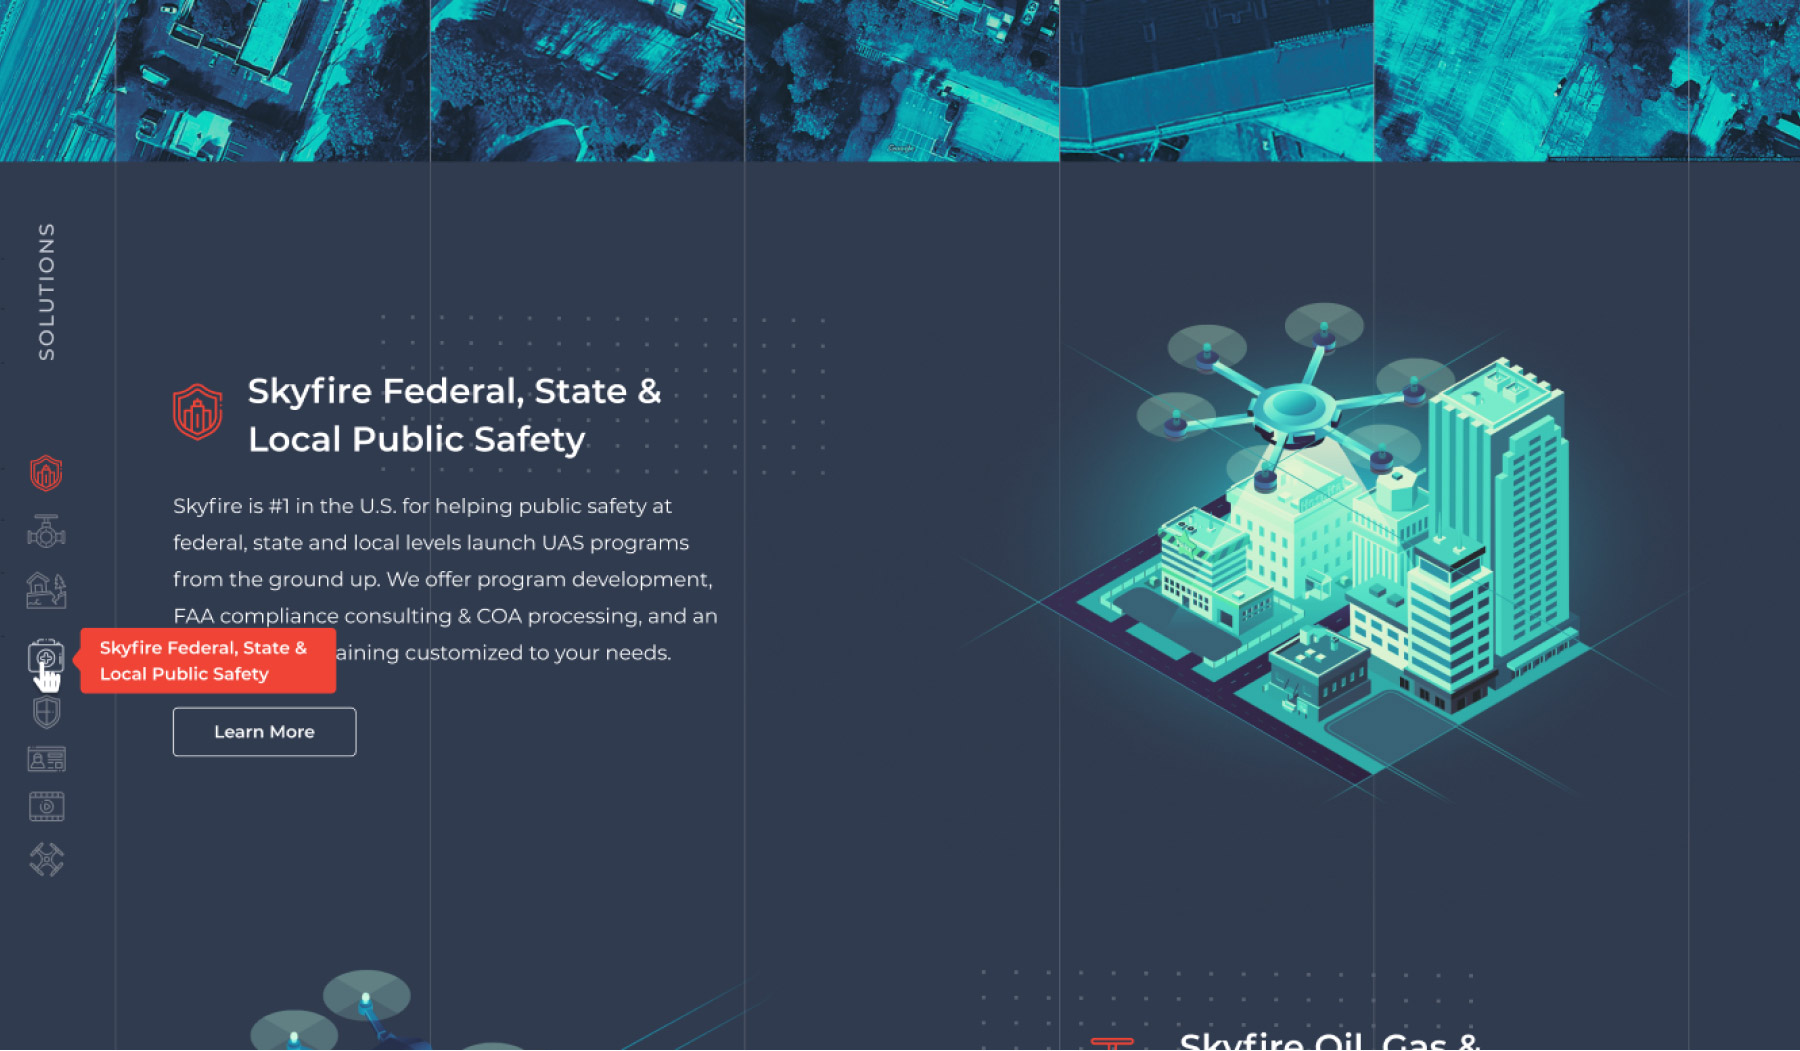 Google
SOLUTIONS
Skyfire Federal, State &
Local Public Safety
Skyfire is #1 in the U.S. for helping public safety at
federal, state and local levels launch UAS programs
from the ground up. We offer program development,
FAA compliance consulting & COA processing, and an
aining customized to your needs.
Skyfire Federal, State &
Local Public Safety
Learn More
HOSPITAL
Skyfire Oil, Gas &